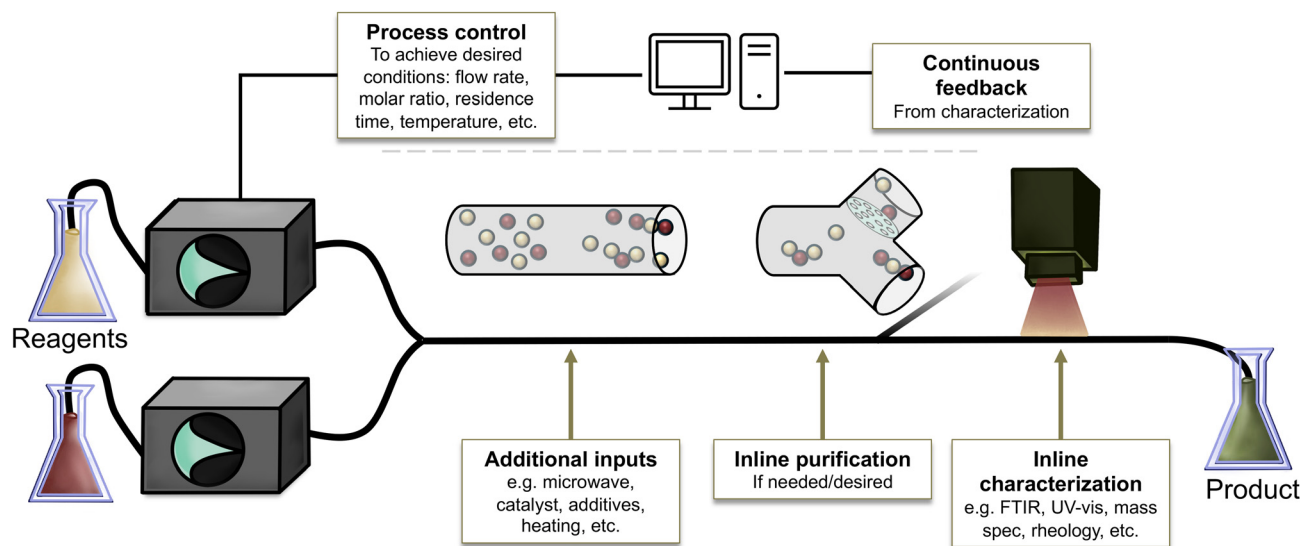 Process control
To achieve desired
conditions: flow rate,
molar ratio, residence
time, temperature, etc.
Continuous
feedback
From characterization
Reagents
Additional inputs
e.g. microwave,
catalyst, additives,
heating, etc.
Inline purification
If needed/desired
Inline
characterization
e.g. FTIR, UV-vis, mass
spec, rheology, etc.
Product